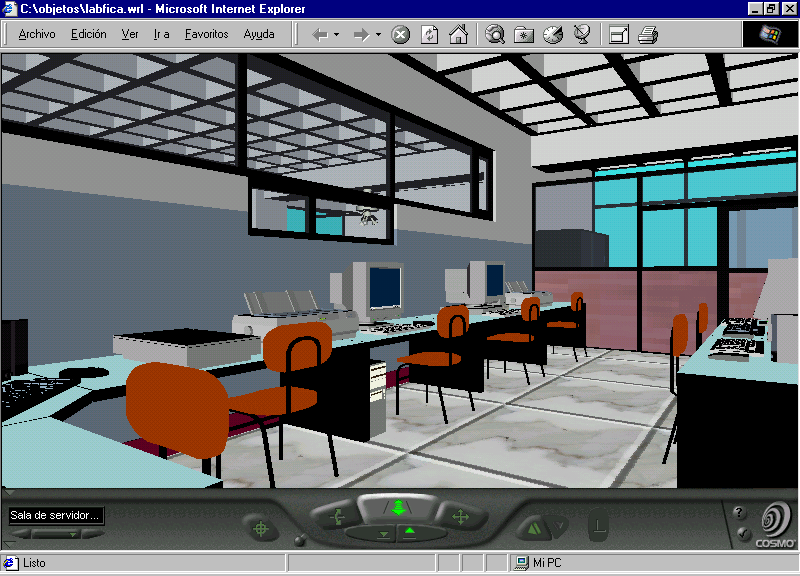 C:\objetos\labfica.wrl - Microsoft Internet Explorer
Archivo Edición Ver Ir a Favoritos Ayuda
Sala de servidor...
?
COSMO
Listo
Mi PC